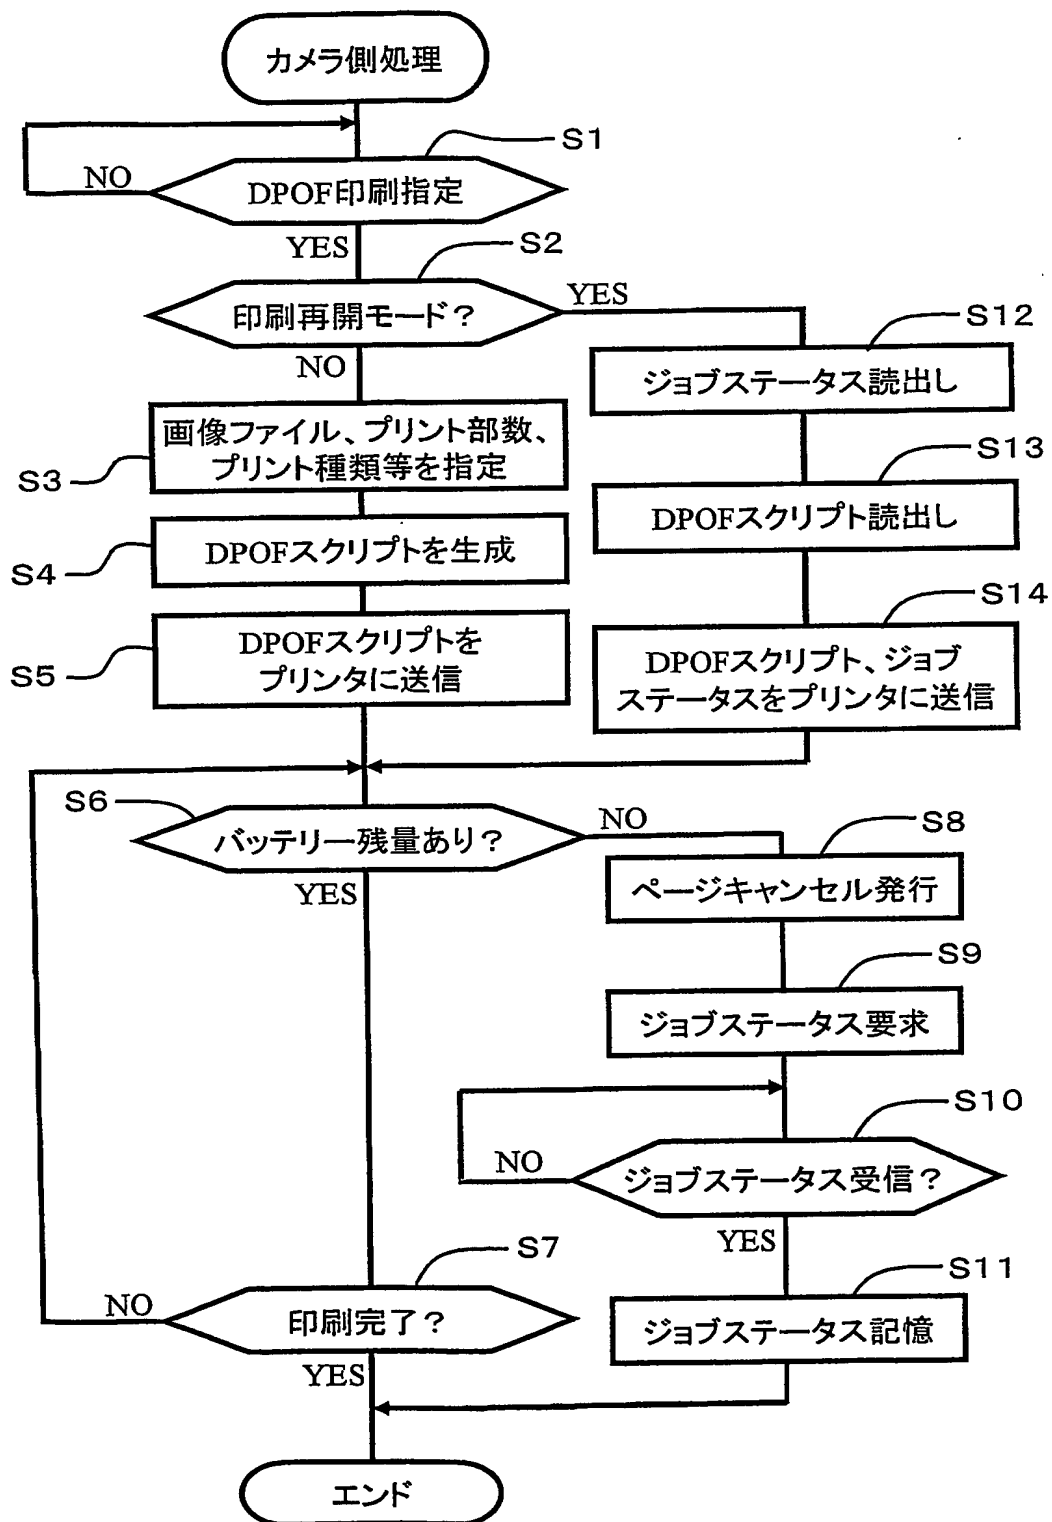 カメラ側処理
S1
NO
DPOF印刷指定
YES
S2
印刷再開モード?
YES
NO
S12
ジョブステータス読出し
画像ファイル、プリント部数、
プリント種類等を指定
S3
S13
DPOFスクリプト読出し
DPOFスクリプトを生成
S4
S14
DPOFスクリプトを
プリンタに送信
S5
DPOFスクリプト、ジョブ
ステータスをプリンタに送信
S6
バッテリー残量あり?
NO
YES
S8
ページキャンセル発行
S9
ジョブステータス要求
S10
NO
ジョブステータス受信?
YES
S7
NO
印刷完了?
YES
S11
ジョブステータス記憶
エンド